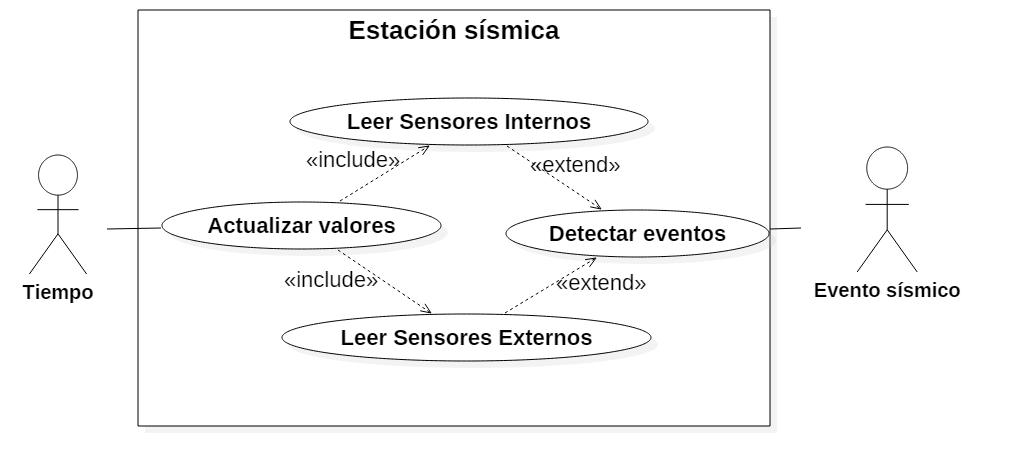 Estación sísmica
Leer Sensores Internos
«include»
«extend»
Actualizar valores
Detectar eventos
«include»
«extend»
Tiempo
Evento sísmico
Leer Sensores Externos